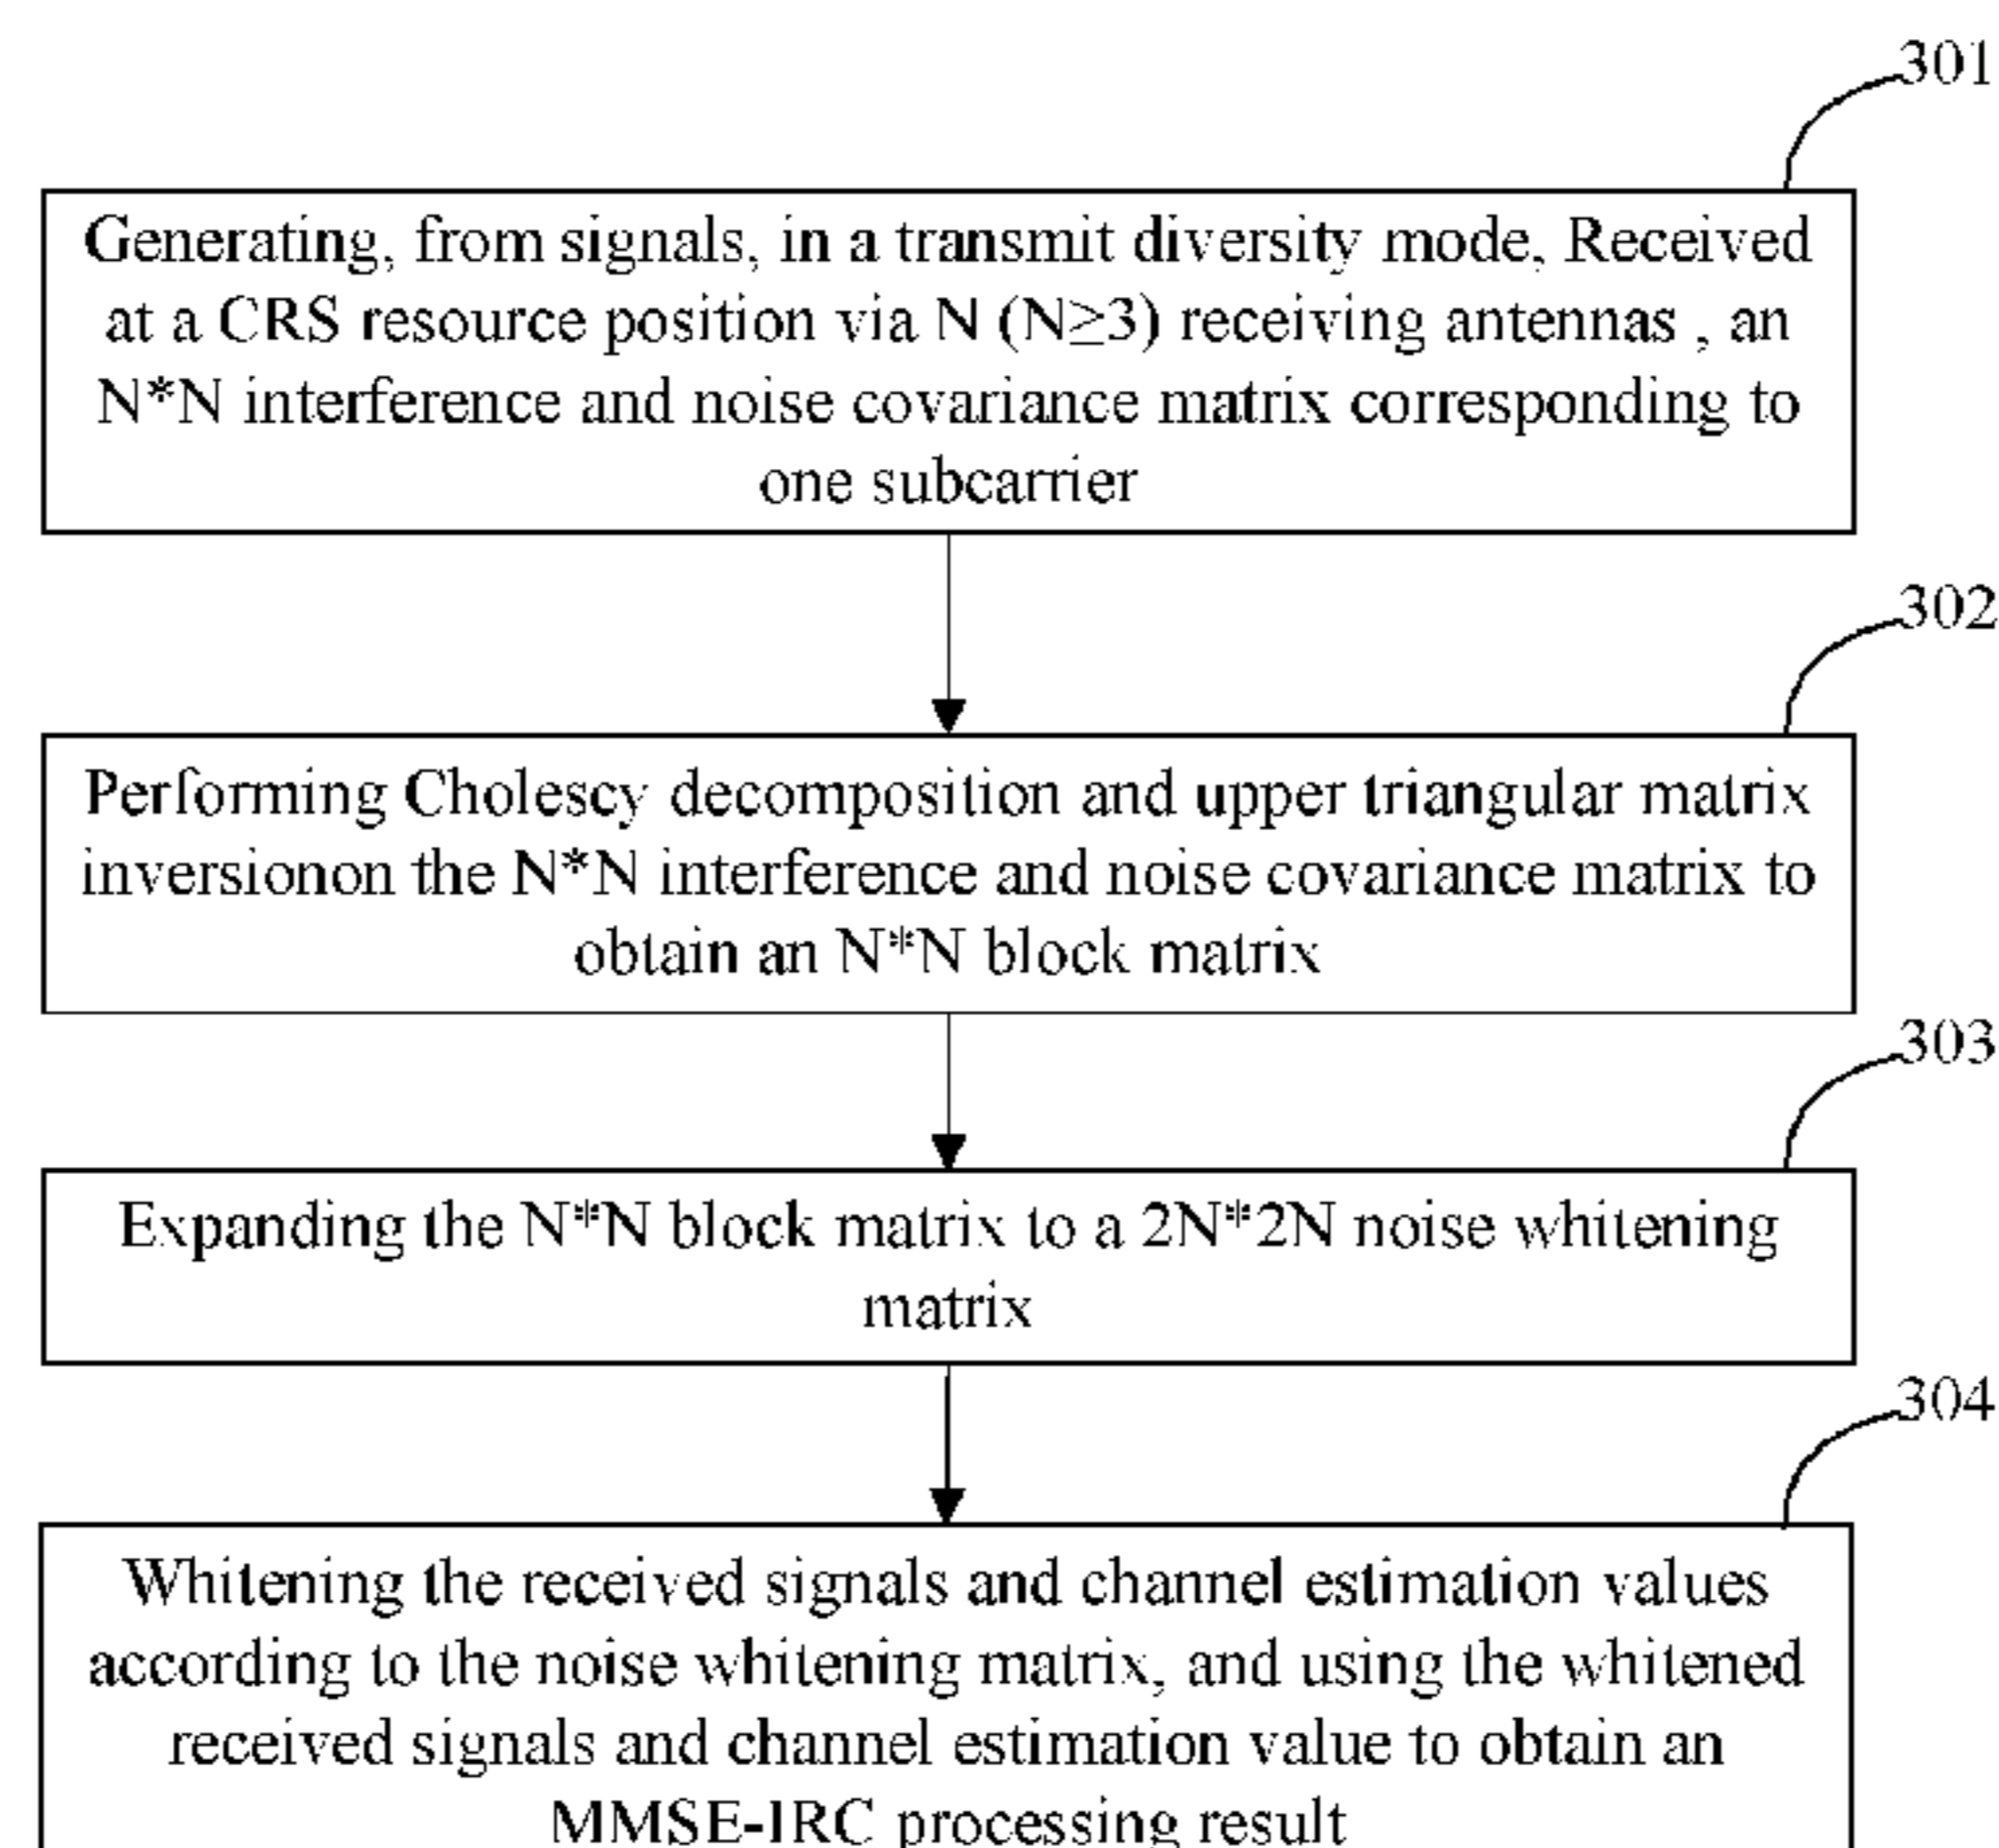 301
Generating, from signals, in a transmit diversity mode, Received
at a CRS resource position via N (N≥3) receiving antennas , an
N*N interference and noise covariance matrix corresponding to
one subcarrier
302
Performing Cholescy decomposition and upper triangular matrix
inversionon the N*N interference and noise covariance matrix to
obtain an N*N block matrix
303
Expanding the N*N block matrix to a 2N*2N noise whitening
matrix
304
Whitening the received signals and channel estimation values
according to the noise whitening matrix, and using the whitened
received signals and channel estimation value to obtain an
MMSE-IRC processing result